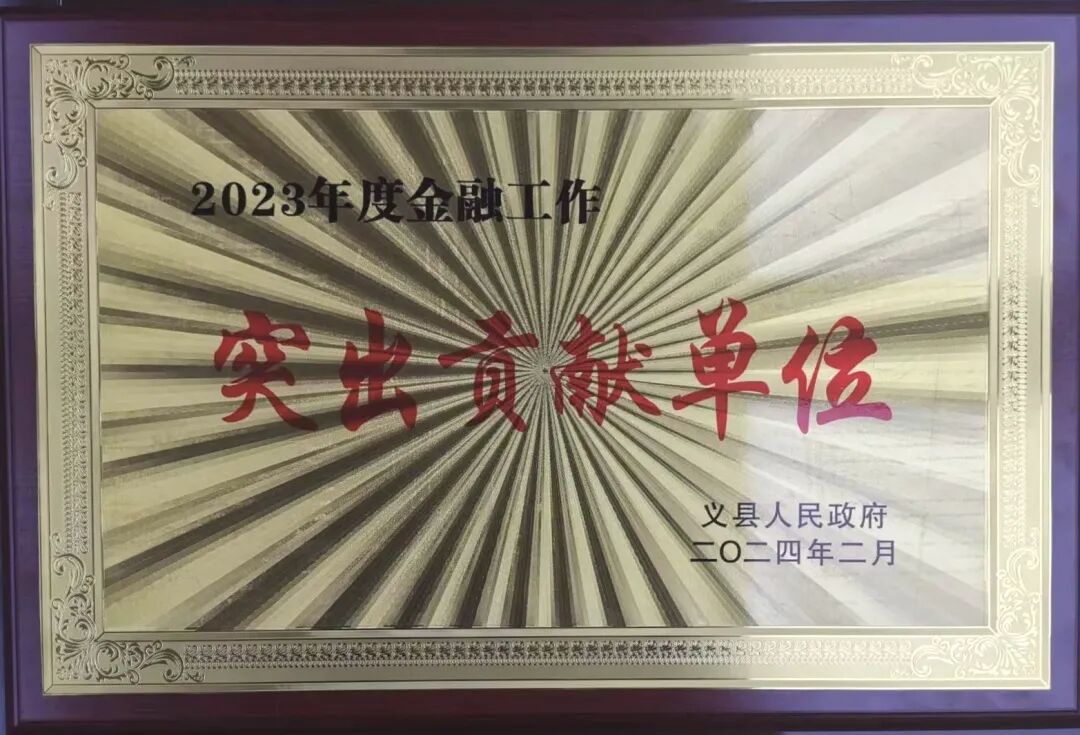 2023年度金融工作
突出贡献单位
义县人民政府
二〇二四年二月